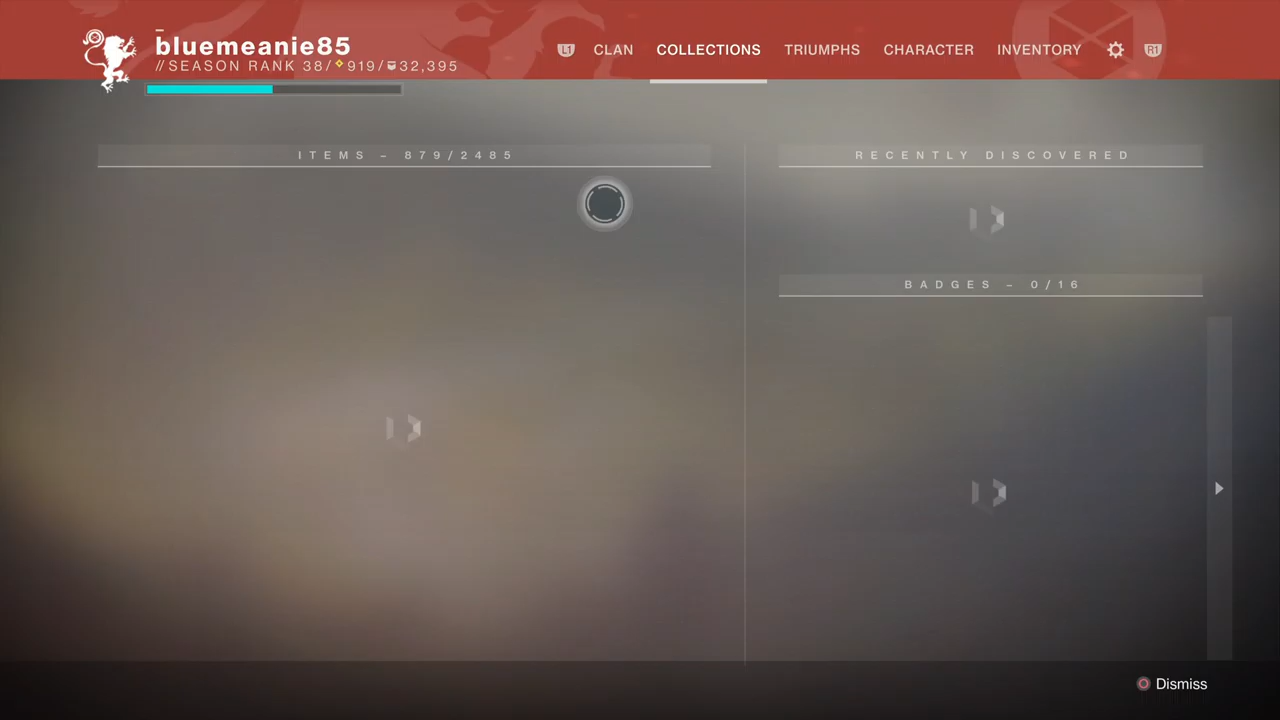 bluemeanie85
//SEASON RANK 38/919/32,395
L1 CLAN COLLECTIONS TRIUMPHS CHARACTER INVENTORY R1
ITEMS - 879/2485
RECENTLY DISCOVERED
BADGES - 0/16
Dismiss